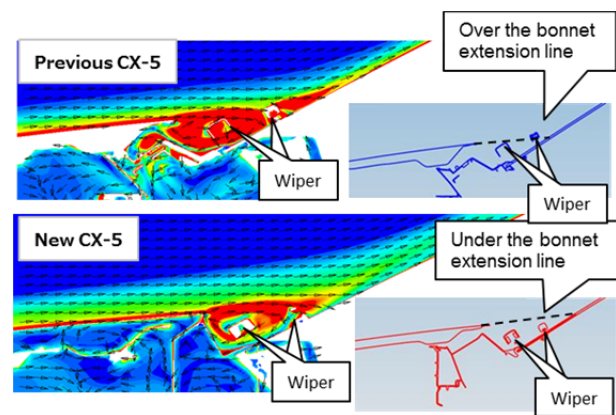 Previous CX-5
Over the bonnet
extension line
Wiper
Wiper
New CX-5
Under the bonnet
extension line
Wiper
Wiper